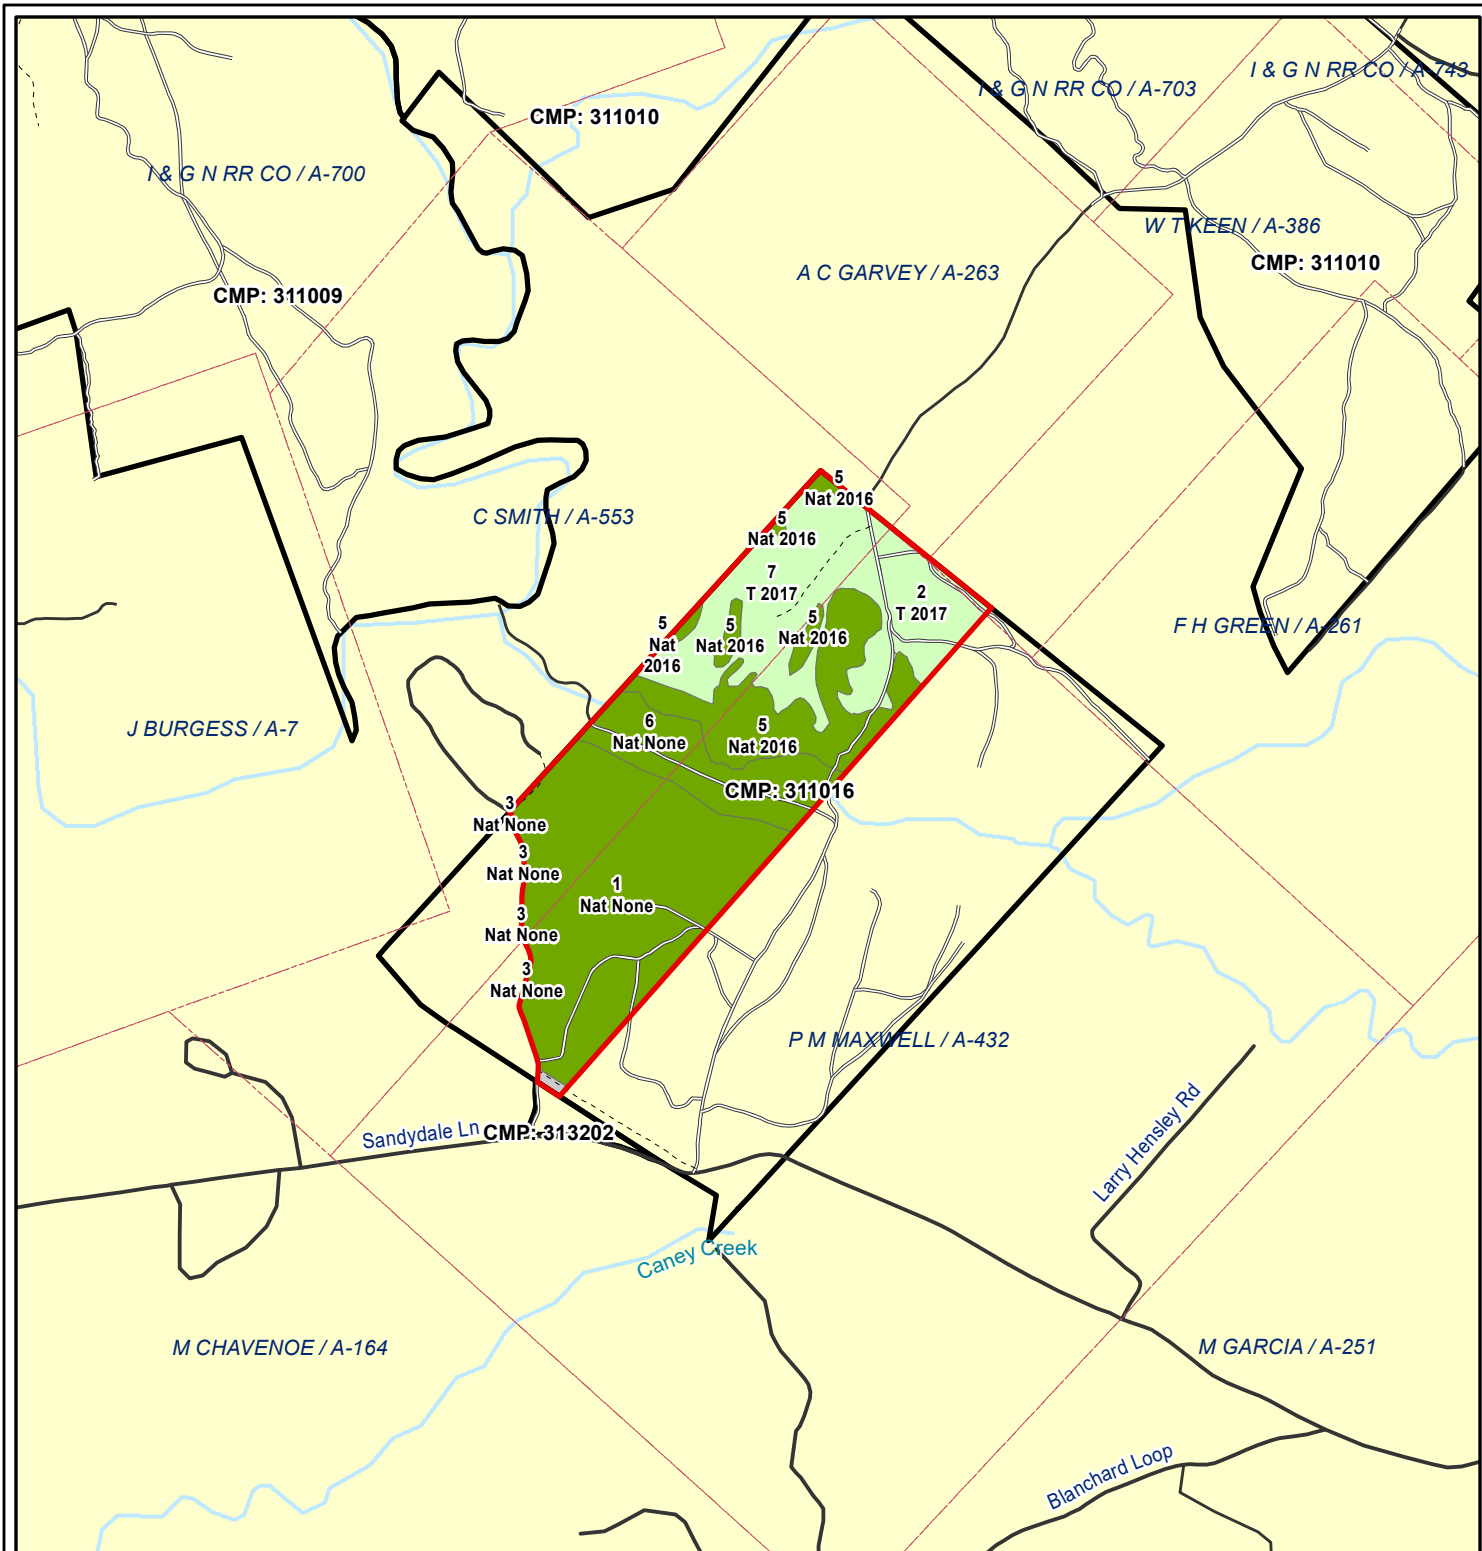 I & G N RR CO / A-743
I & G N RR CO / A-703
CMP: 311010
I & G N RR CO / A-700
W T KEEN / A-386
CMP: 311010
A C GARVEY / A-263
CMP: 311009
5
Nat 2016
C SMITH / A-553
5
Nat 2016
7
T 2017
2
T 2017
5
Nat
2016
5
Nat 2016
5
Nat 2016
F H GREEN / A-261
J BURGESS / A-7
6
Nat None
5
Nat 2016
CMP: 311016
3
Nat None
3
Nat None
1
Nat None
3
Nat None
3
Nat None
P M MAXWELL / A-432
Larry Hensley Rd
Sandydale Ln
CMP: 313202
Caney Creek
M CHAVENOE / A-164
M GARCIA / A-251
Blanchard Loop